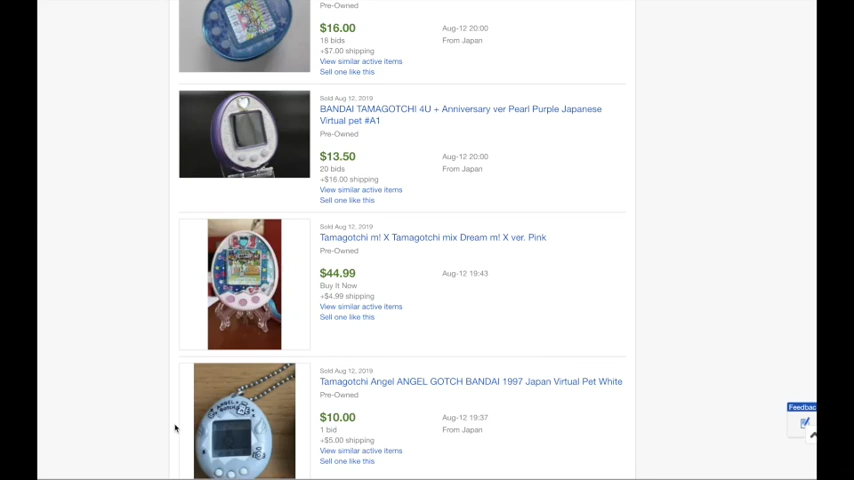 Pre-Owned
$16.00
Aug-12 20:00
18 bids
From Japan
+$7.00 shipping
View similar active items
Sell one like this
Sold Aug 12, 2019
BANDAI TAMAGOTCHI 4U + Anniversary ver Pearl Purple Japanese
Virtual pet #A1
Pre-Owned
$13.50
Aug-12 20:00
20 bids
From Japan
+$16.00 shipping
View similar active items
Sell one like this
Sold Aug 12, 2019
Tamagotchi m! X Tamagotchi mix Dream m! X ver. Pink
Pre-Owned
$44.99
Aug-12 19:43
Buy It Now
+$4.99 shipping
View similar active items
Sell one like this
Sold Aug 12, 2019
Tamagotchi Angel ANGEL GOTCH BANDAI 1997 Japan Virtual Pet White
Pre-Owned
$10.00
Aug-12 19:37
1 bid
From Japan
+$5.00 shipping
View similar active items
Sell one like this
Feedbac